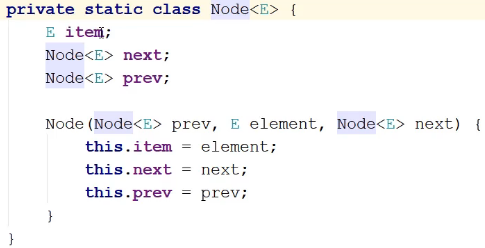 private static class Node<E> {
    E item;
    Node<E> next;
    Node<E> prev;

    Node(Node<E> prev, E element, Node<E> next) {
        this.item = element;
        this.next = next;
        this.prev = prev;
    }
}